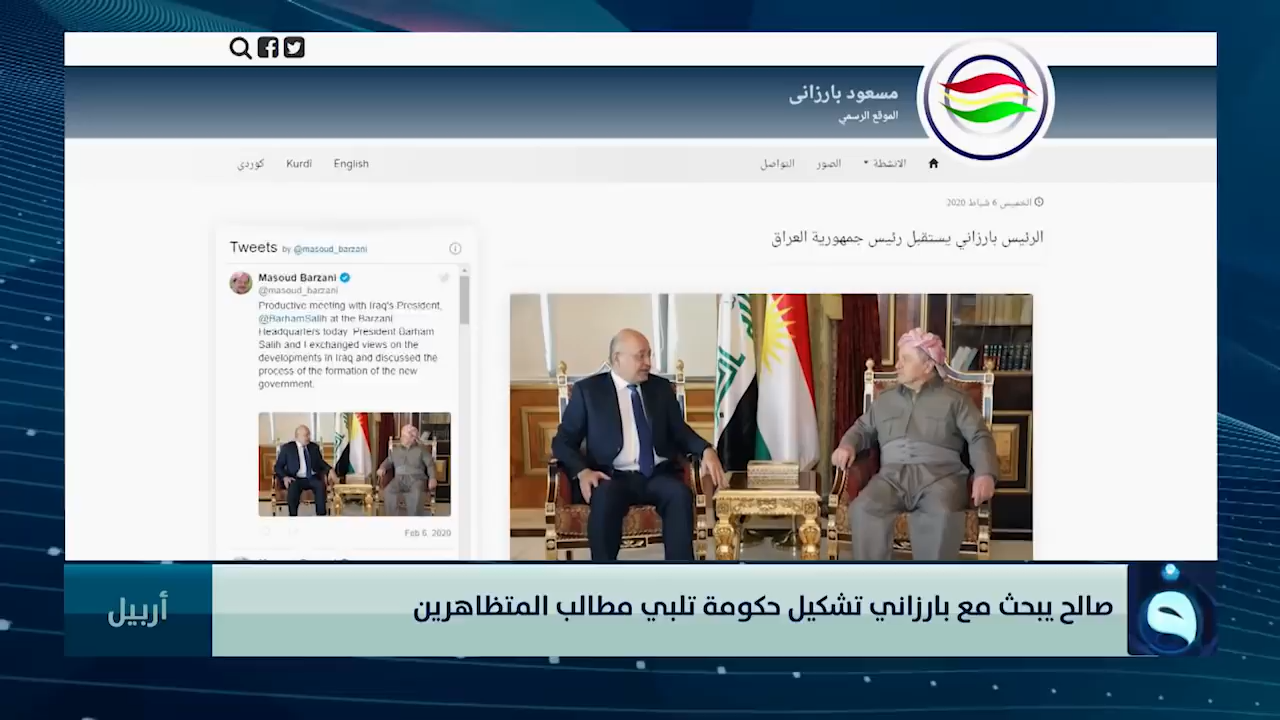 مسعود بارزانى
الموقع الرسمي
الانشطة
الصور
التواصل
English
Kurdî
كوردي
الخميس 6 شباط 2020
الرئيس بارزاني يستقبل رئيس جمهورية العراق
Tweets by @masoud_barzani
Masoud Barzani
@masoud_barzani
Productive meeting with Iraq's President,
@BarhamSalih at the Barzani
Headquarters today. President Barham
Salih and I exchanged views on the
developments in Iraq and discussed the
process of the formation of the new
government.
Feb 6, 2020
صالح يبحث مع بارزاني تشكيل حكومة تلبي مطالب المتظاهرين
أربيل